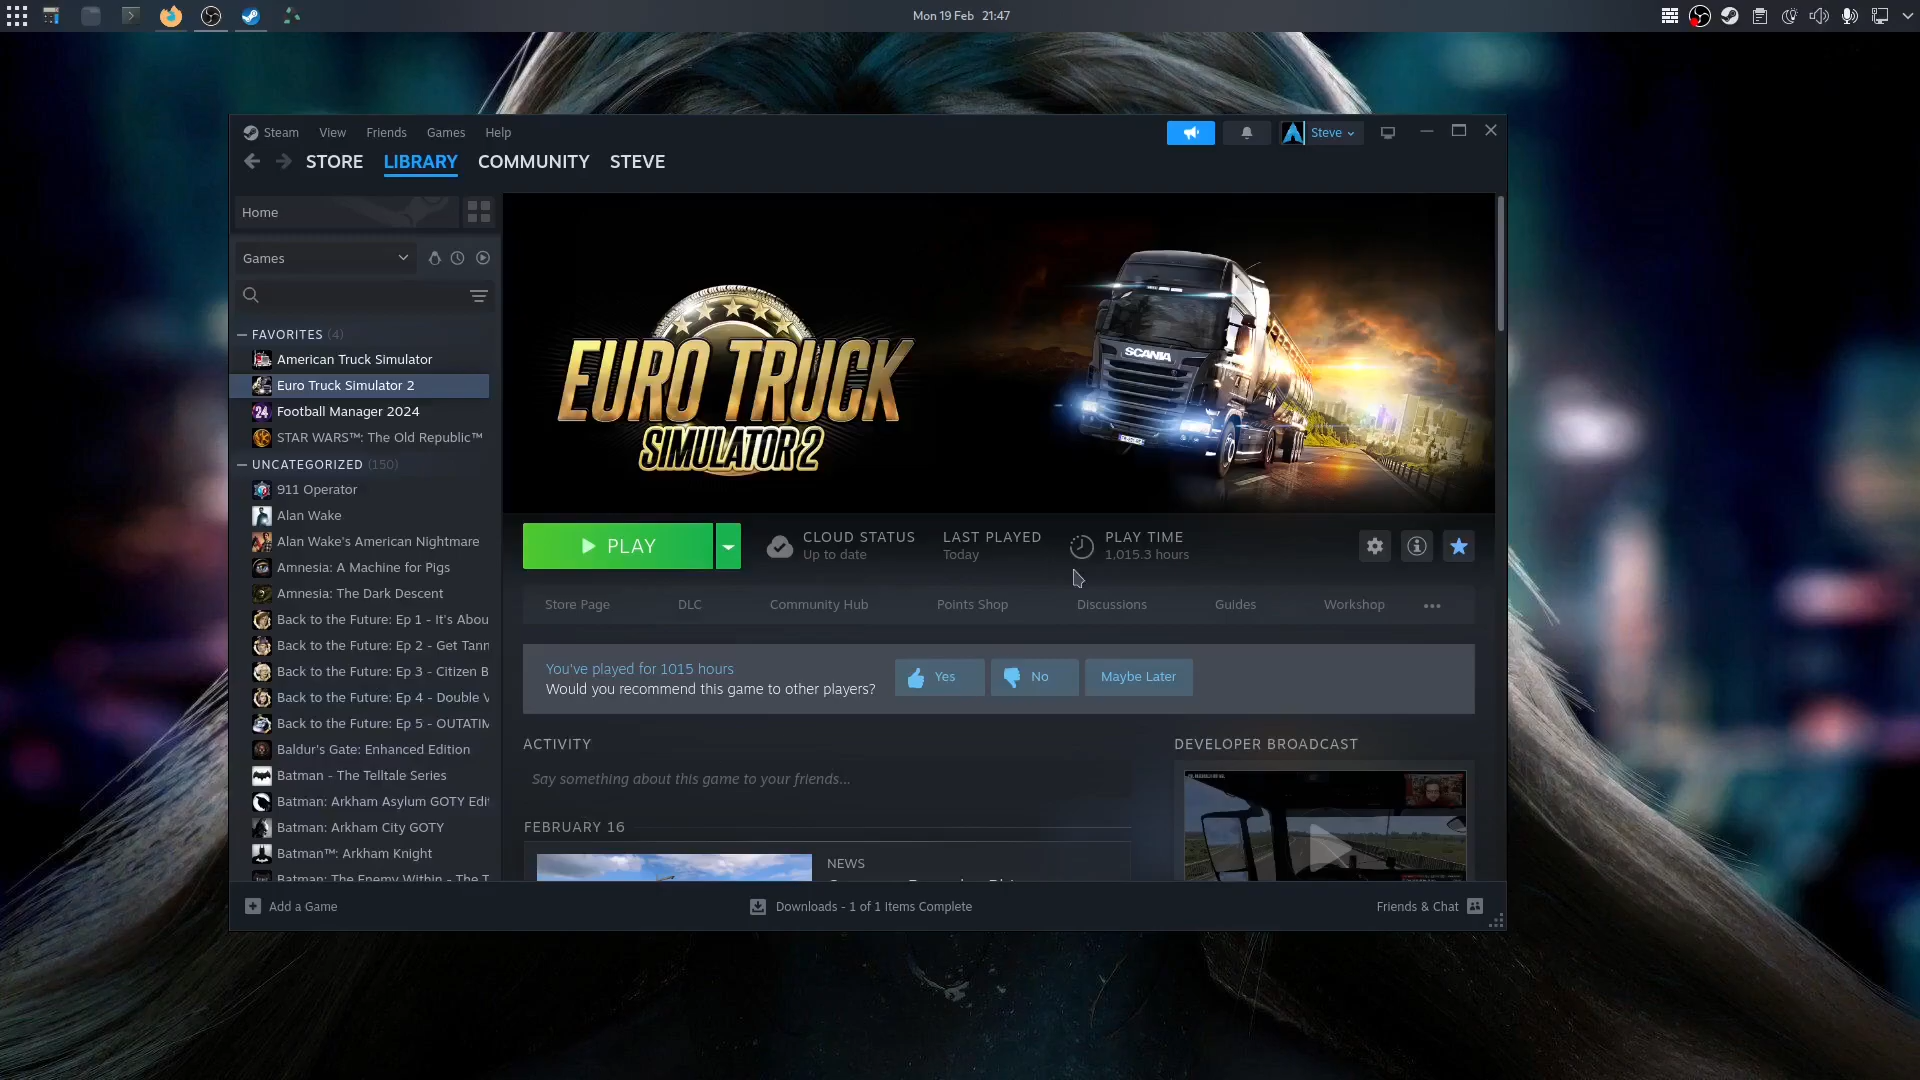 Mon 19 Feb 21:47
Steam View Friends Games Help
Steve
STORE LIBRARY COMMUNITY STEVE
Home
Games
FAVORITES (4)
American Truck Simulator
Euro Truck Simulator 2
24 Football Manager 2024
STAR WARS™: The Old Republic™
UNCATEGORIZED (150)
911 Operator
Alan Wake
Alan Wake's American Nightmare
Amnesia: A Machine for Pigs
Amnesia: The Dark Descent
Back to the Future: Ep 1 - It's Abou
Back to the Future: Ep 2 - Get Tann
Back to the Future: Ep 3 - Citizen B
Back to the Future: Ep 4 - Double V
Back to the Future: Ep 5 - OUTATIM
Baldur's Gate: Enhanced Edition
Batman - The Telltale Series
Batman: Arkham Asylum GOTY Edi
Batman: Arkham City GOTY
Batman™: Arkham Knight
Batman: The Enemy Within - The T
EURO TRUCK
SIMULATOR 2
SCANIA
PLAY
CLOUD STATUS
Up to date
LAST PLAYED
Today
PLAY TIME
1,015.3 hours
Store Page DLC Community Hub Points Shop Discussions Guides Workshop
You've played for 1015 hours
Would you recommend this game to other players?
Yes No Maybe Later
ACTIVITY
Say something about this game to your friends...
FEBRUARY 16
NEWS
DEVELOPER BROADCAST
Add a Game
Downloads - 1 of 1 Items Complete
Friends & Chat